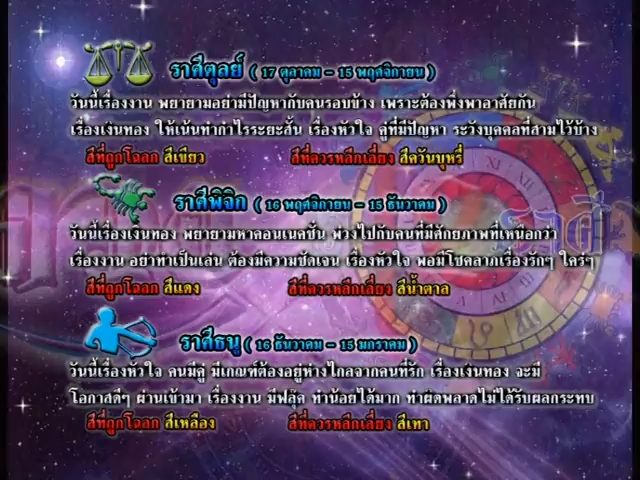 ราศีตุลย์ ( 17 ตุลาคม - 15 พฤศจิกายน )
วันนี้เรื่องงาน พยายามอย่ามีปัญหากับคนรอบข้าง เพราะต้องพึ่งพาอาศัยกัน
เรื่องเงินทอง ให้เน้นทำกำไรระยะสั้น เรื่องหัวใจ คู่ที่มีปัญหา ระวังบุคคลที่สามไว้บ้าง
สีที่ถูกโฉลก สีเขียว สีที่ควรหลีกเลี่ยง สีควันบุหรี่
ราศีพิจิก ( 16 พฤศจิกายน - 15 ธันวาคม )
วันนี้เรื่องเงินทอง พยายามหาคอนเนคชั่น พ่วงไปกับคนที่มีศักยภาพที่เหนือกว่า
เรื่องงาน อย่าทำเป็นเล่น ต้องมีความชัดเจน เรื่องหัวใจ พอมีโชคลาภเรื่องรักๆ ใคร่ๆ
สีที่ถูกโฉลก สีแดง สีที่ควรหลีกเลี่ยง สีน้ำตาล
ราศีธนู ( 16 ธันวาคม - 15 มกราคม )
วันนี้เรื่องหัวใจ คนมีคู่ มีเกณฑ์ต้องอยู่ห่างไกลจากคนที่รัก เรื่องเงินทอง จะมี
โอกาสดีๆ ผ่านเข้ามา เรื่องงาน มีฟลุ๊ค ทำน้อยได้มาก ทำผิดพลาดไม่ได้รับผลกระทบ
สีที่ถูกโฉลก สีเหลือง สีที่ควรหลีกเลี่ยง สีเทา